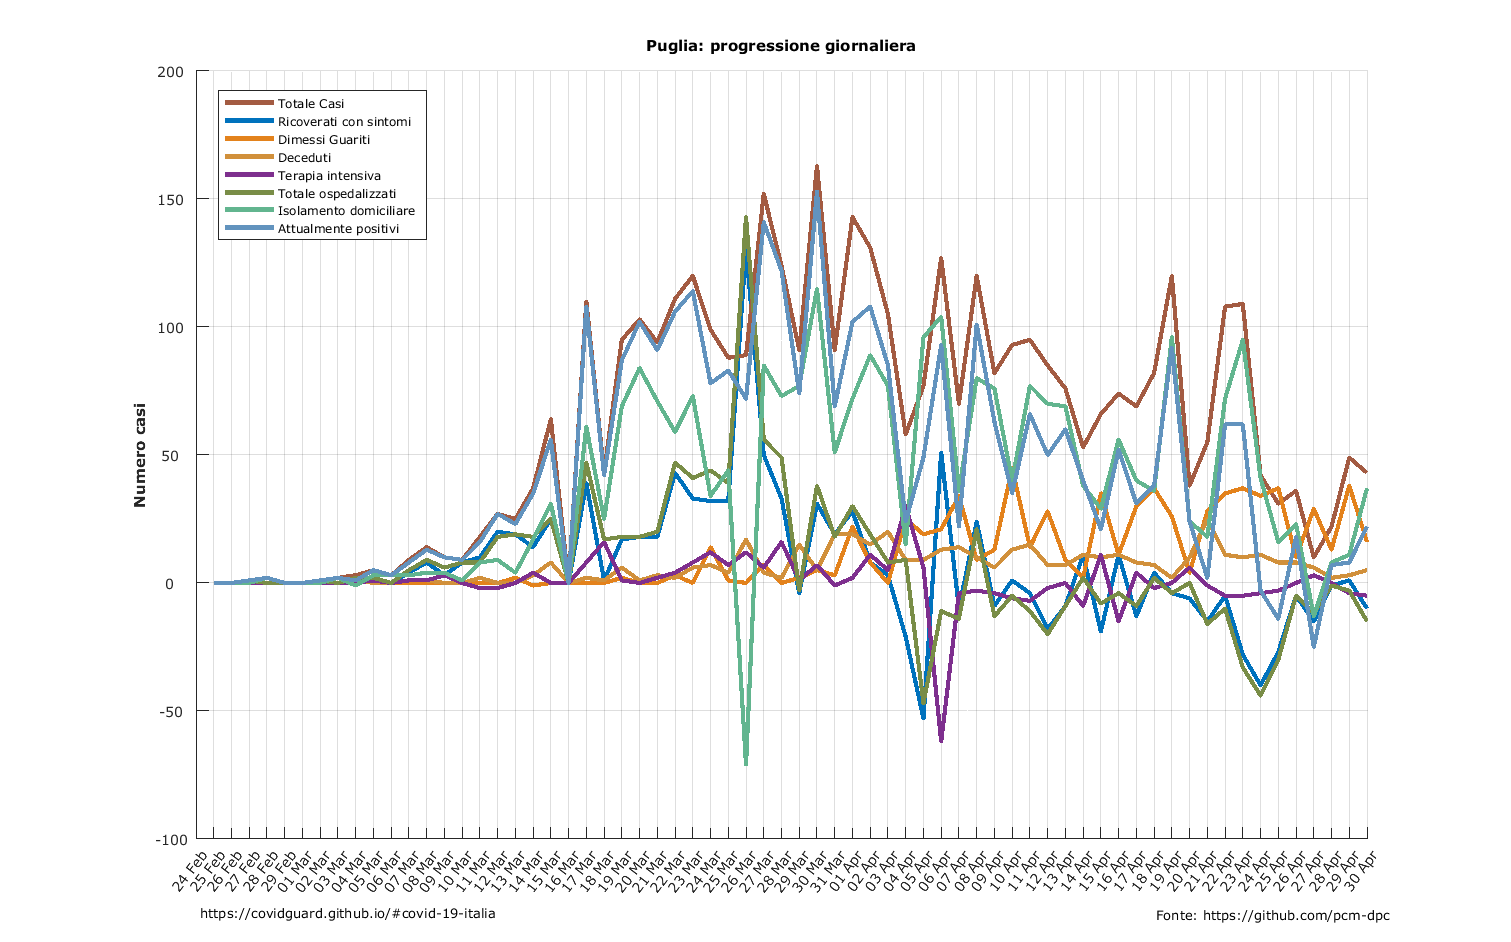 Puglia: progressione giornaliera
200
150
100
50
0
-50
-100
Numero casi
Totale Casi
Ricoverati con sintomi
Dimessi Guariti
Deceduti
Terapia intensiva
Totale ospedalizzati
Isolamento domiciliare
Attualmente positivi
24 Feb
25 Feb
26 Feb
27 Feb
28 Feb
29 Feb
01 Mar
02 Mar
03 Mar
04 Mar
05 Mar
06 Mar
07 Mar
08 Mar
09 Mar
10 Mar
11 Mar
12 Mar
13 Mar
14 Mar
15 Mar
16 Mar
17 Mar
18 Mar
19 Mar
20 Mar
21 Mar
22 Mar
23 Mar
24 Mar
25 Mar
26 Mar
27 Mar
28 Mar
29 Mar
30 Mar
31 Mar
01 Apr
02 Apr
03 Apr
04 Apr
05 Apr
06 Apr
07 Apr
08 Apr
09 Apr
10 Apr
11 Apr
12 Apr
13 Apr
14 Apr
15 Apr
16 Apr
17 Apr
18 Apr
19 Apr
20 Apr
21 Apr
22 Apr
23 Apr
24 Apr
25 Apr
26 Apr
27 Apr
28 Apr
29 Apr
30 Apr
https://covidguard.github.io/#covid-19-italia
Fonte: https://github.com/pcm-dpc